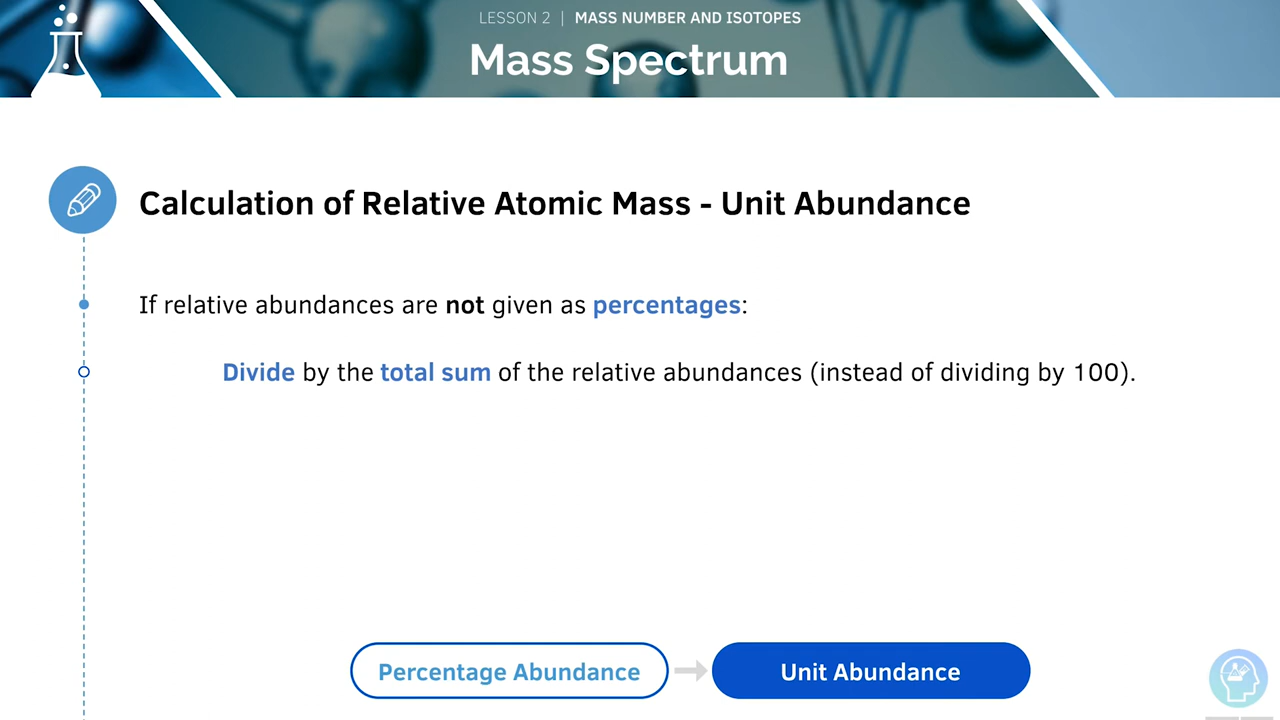 LESSON 2 | MASS NUMBER AND ISOTOPES
Mass Spectrum
Calculation of Relative Atomic Mass - Unit Abundance
If relative abundances are not given as percentages:
Divide by the total sum of the relative abundances (instead of dividing by 100).
Percentage Abundance
Unit Abundance